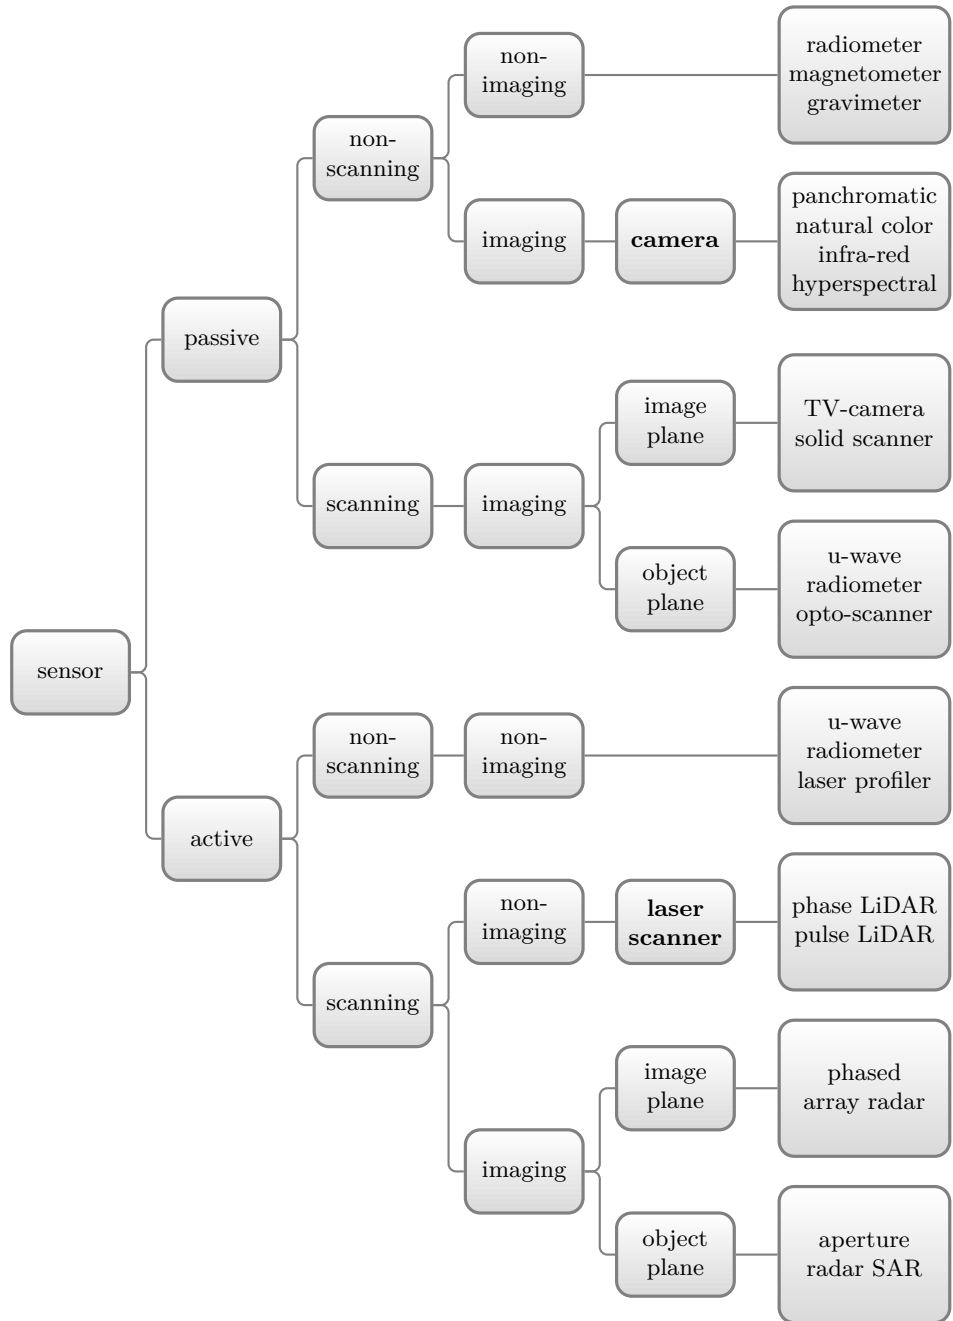 non-
imaging
radiometer
magnetometer
gravimeter
non-
scanning
imaging
camera
panchromatic
natural color
infra-red
hyperspectral
passive
image
plane
TV-camera
solid scanner
scanning
imaging
object
plane
u-wave
radiometer
opto-scanner
sensor
non-
scanning
non-
imaging
u-wave
radiometer
laser profiler
active
non-
imaging
laser
scanner
phase LiDAR
pulse LiDAR
scanning
image
plane
phased
array radar
imaging
object
plane
aperture
radar SAR